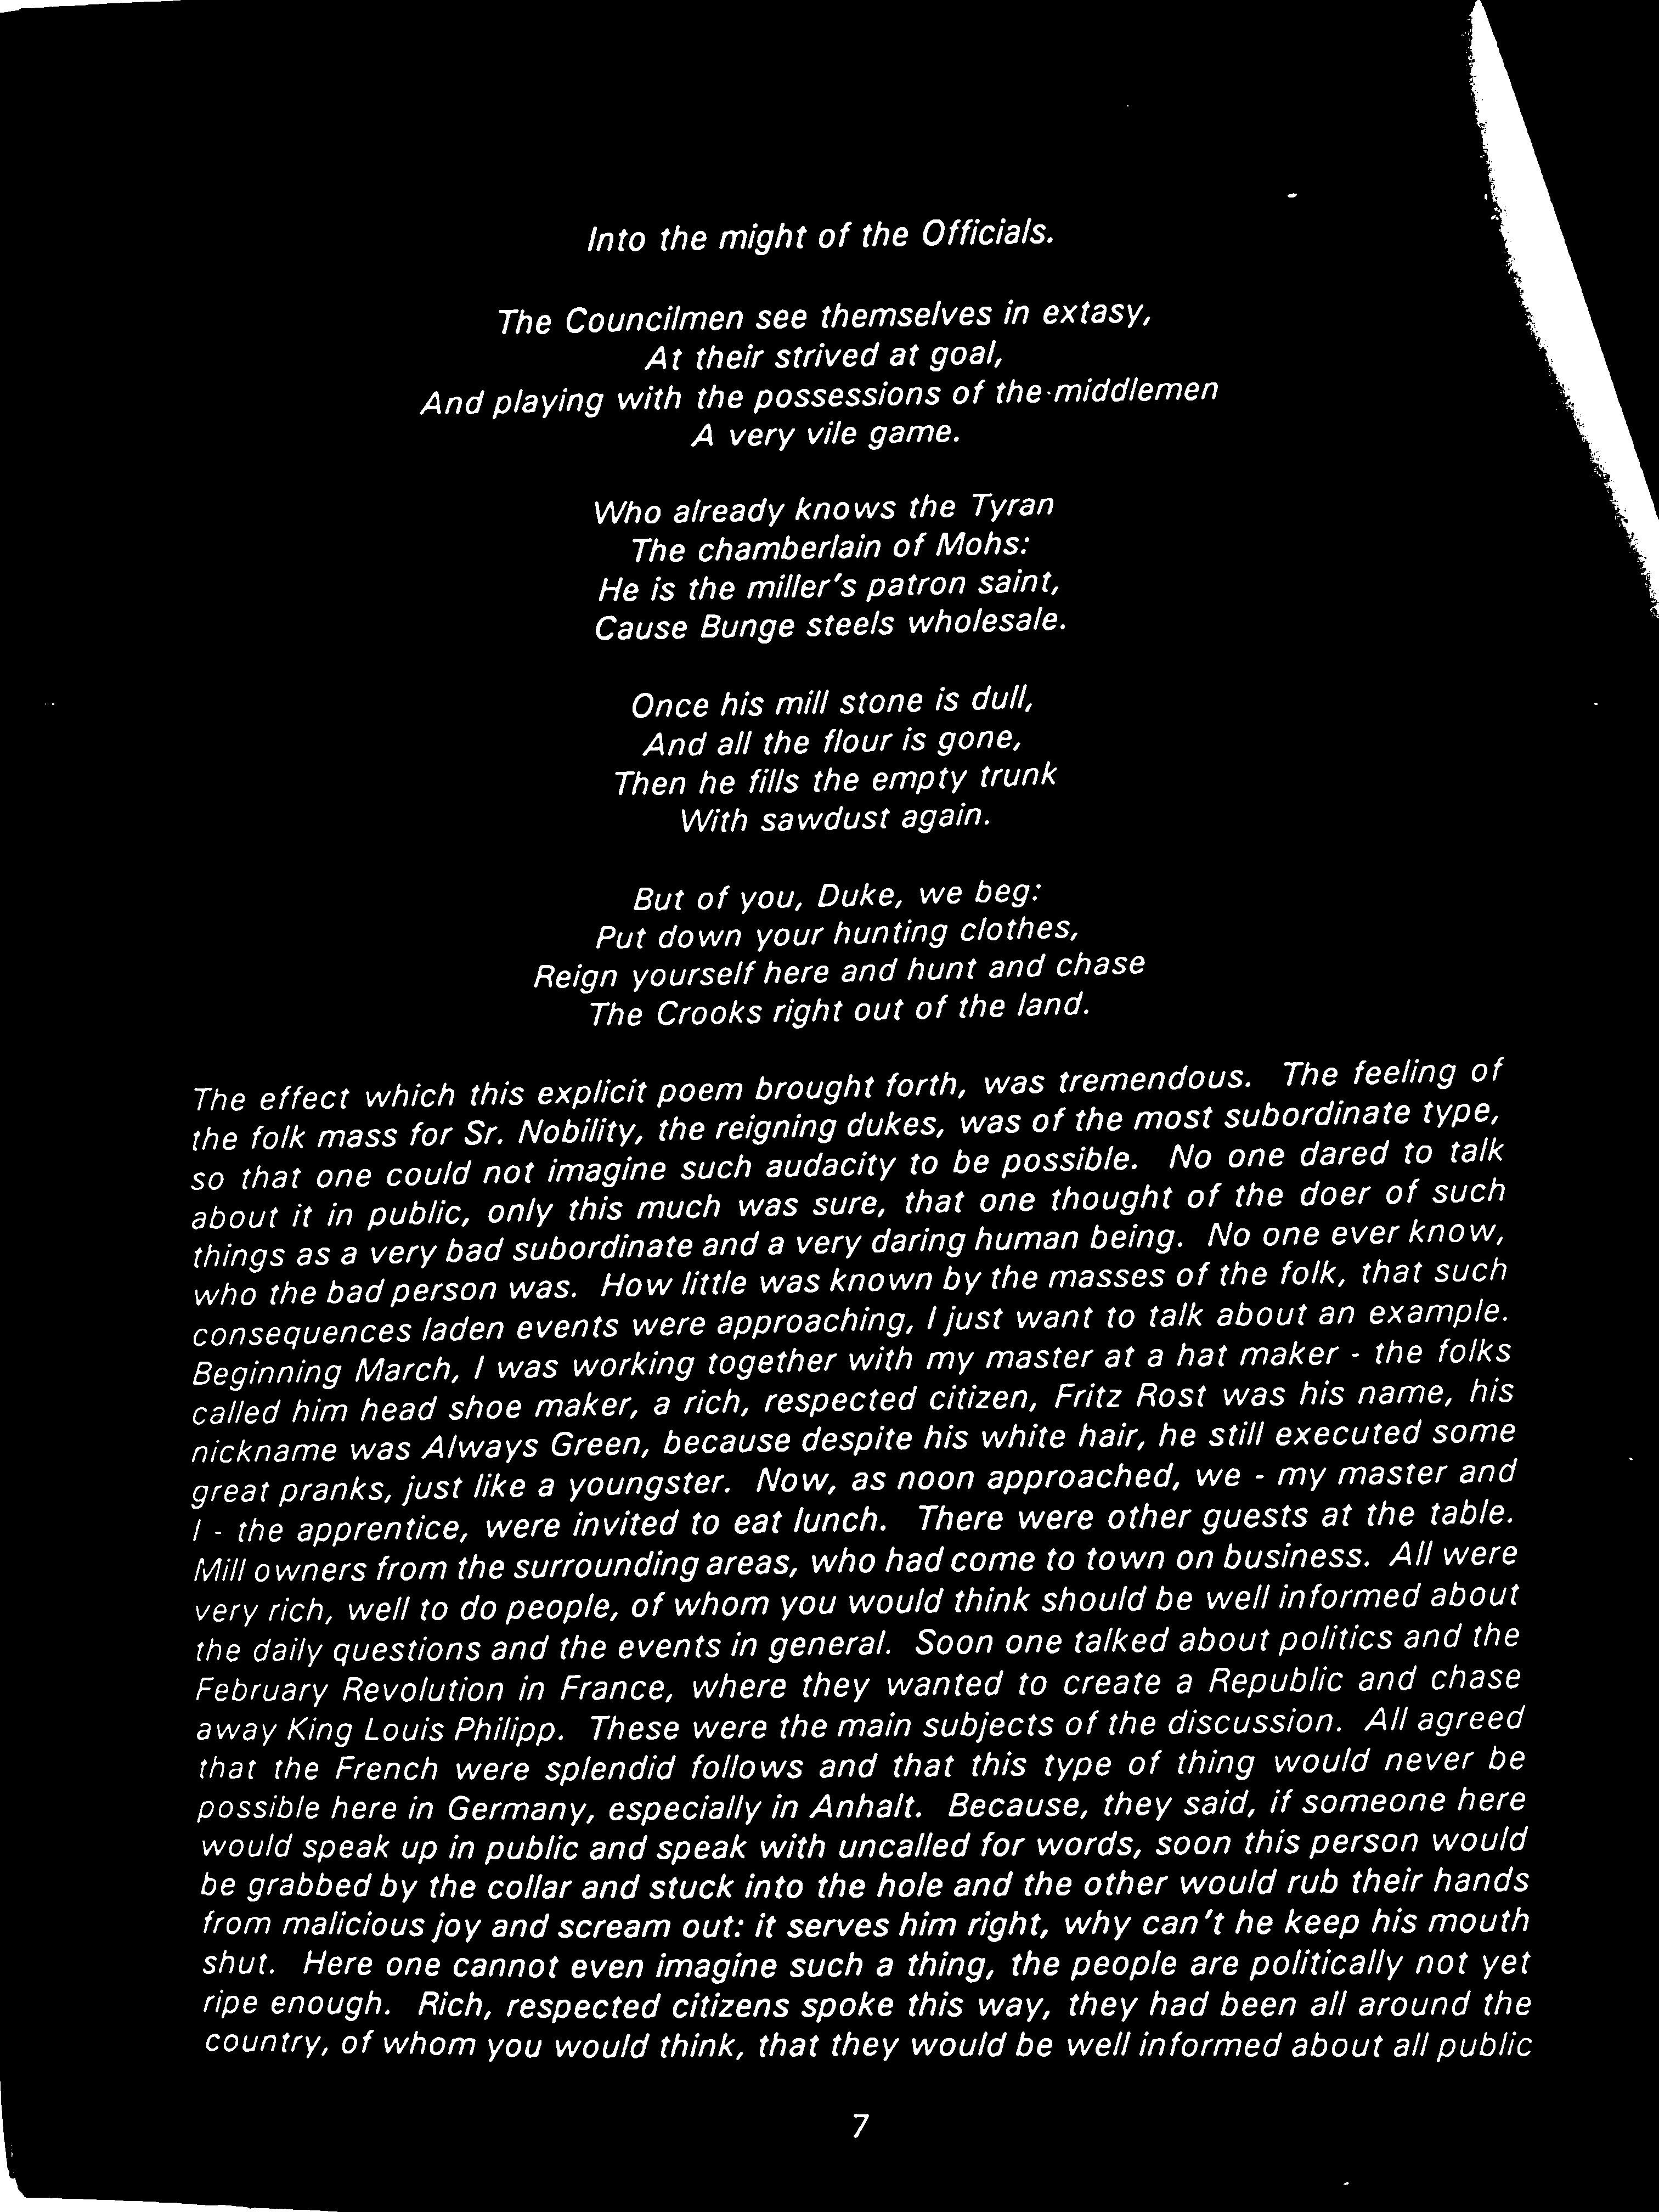 Into the might of the Officials.
The Councilmen see themselves in extasy,
At their strived at goal,
And playing with the possessions of the middlemen
A very vile game.
Who already knows the Tyran
The chamberlain of Mohs:
He is the miller's patron saint,
Cause Bunge steels wholesale.
Once his mill stone is dull,
And all the flour is gone,
Then he fills the empty trunk
With sawdust again.
But of you, Duke, we beg:
Put down your hunting clothes,
Reign yourself here and hunt and chase
The Crooks right out of the land.
The effect which this explicit poem brought forth, was tremendous. The feeling of
the folk mass for Sr. Nobility, the reigning dukes, was of the most subordinate type,
so that one could not imagine such audacity to be possible. No one dared to talk
about it in public, only this much was sure, that one thought of the doer of such
things as a very bad subordinate and a very daring human being. No one ever know,
who the bad person was. How little was known by the masses of the folk, that such
consequences laden events were approaching, I just want to talk about an example.
Beginning March, I was working together with my master at a hat maker - the folks
called him head shoe maker, a rich, respected citizen, Fritz Rost was his name, his
nickname was Always Green, because despite his white hair, he still executed some
great pranks, just like a youngster. Now, as noon approached, we - my master and
I - the apprentice, were invited to eat lunch. There were other guests at the table.
Mill owners from the surrounding areas, who had come to town on business. All were
very rich, well to do people, of whom you would think should be well informed about
the daily questions and the events in general. Soon one talked about politics and the
February Revolution in France, where they wanted to create a Republic and chase
away King Louis Philipp. These were the main subjects of the discussion. All agreed
that the French were splendid follows and that this type of thing would never be
possible here in Germany, especially in Anhalt. Because, they said, if someone here
would speak up in public and speak with uncalled for words, soon this person would
be grabbed by the collar and stuck into the hole and the other would rub their hands
from malicious joy and scream out: it serves him right, why can't he keep his mouth
shut. Here one cannot even imagine such a thing, the people are politically not yet
ripe enough. Rich, respected citizens spoke this way, they had been all around the
country, of whom you would think, that they would be well informed about all public
7